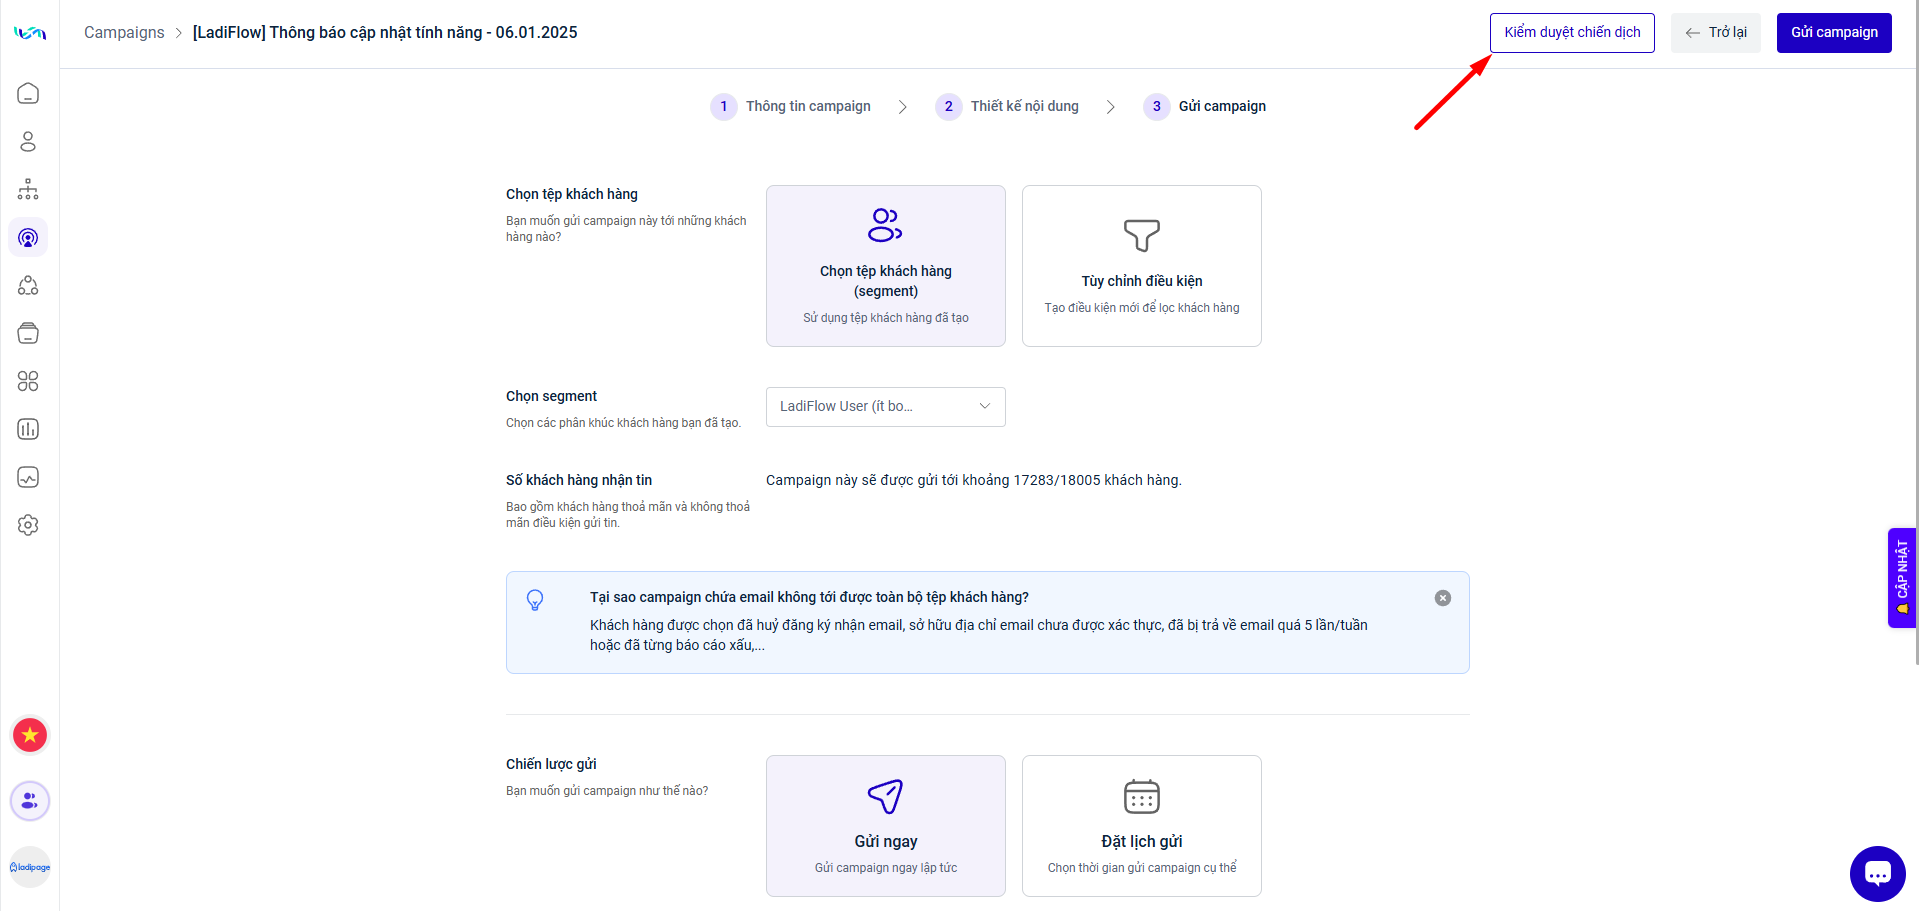 Campaigns > [LadiFlow] Thông báo cập nhật tính năng - 06.01.2025
Kiểm duyệt chiến dịch
Trở lại
Gửi campaign
1 Thông tin campaign
2 Thiết kế nội dung
3 Gửi campaign
Chọn tệp khách hàng
Bạn muốn gửi campaign này tới những khách
hàng nào?
Chọn tệp khách hàng
(segment)
Sử dụng tệp khách hàng đã tạo
Tùy chỉnh điều kiện
Tạo điều kiện mới để lọc khách hàng
Chọn segment
Chọn các phân khúc khách hàng bạn đã tạo.
LadiFlow User (ít bo...
Số khách hàng nhận tin
Bao gồm khách hàng thoả mãn và không thoả
mãn điều kiện gửi tin.
Campaign này sẽ được gửi tới khoảng 17283/18005 khách hàng.
Tại sao campaign chứa email không tới được toàn bộ tệp khách hàng?
Khách hàng được chọn đã huỷ đăng ký nhận email, sở hữu địa chỉ email chưa được xác thực, đã bị trả về email quá 5 lần/tuần
hoặc đã từng báo cáo xấu,...
CẬP NHẬT
Chiến lược gửi
Bạn muốn gửi campaign như thế nào?
Gửi ngay
Gửi campaign ngay lập tức
Đặt lịch gửi
Chọn thời gian gửi campaign cụ thể
ladipage